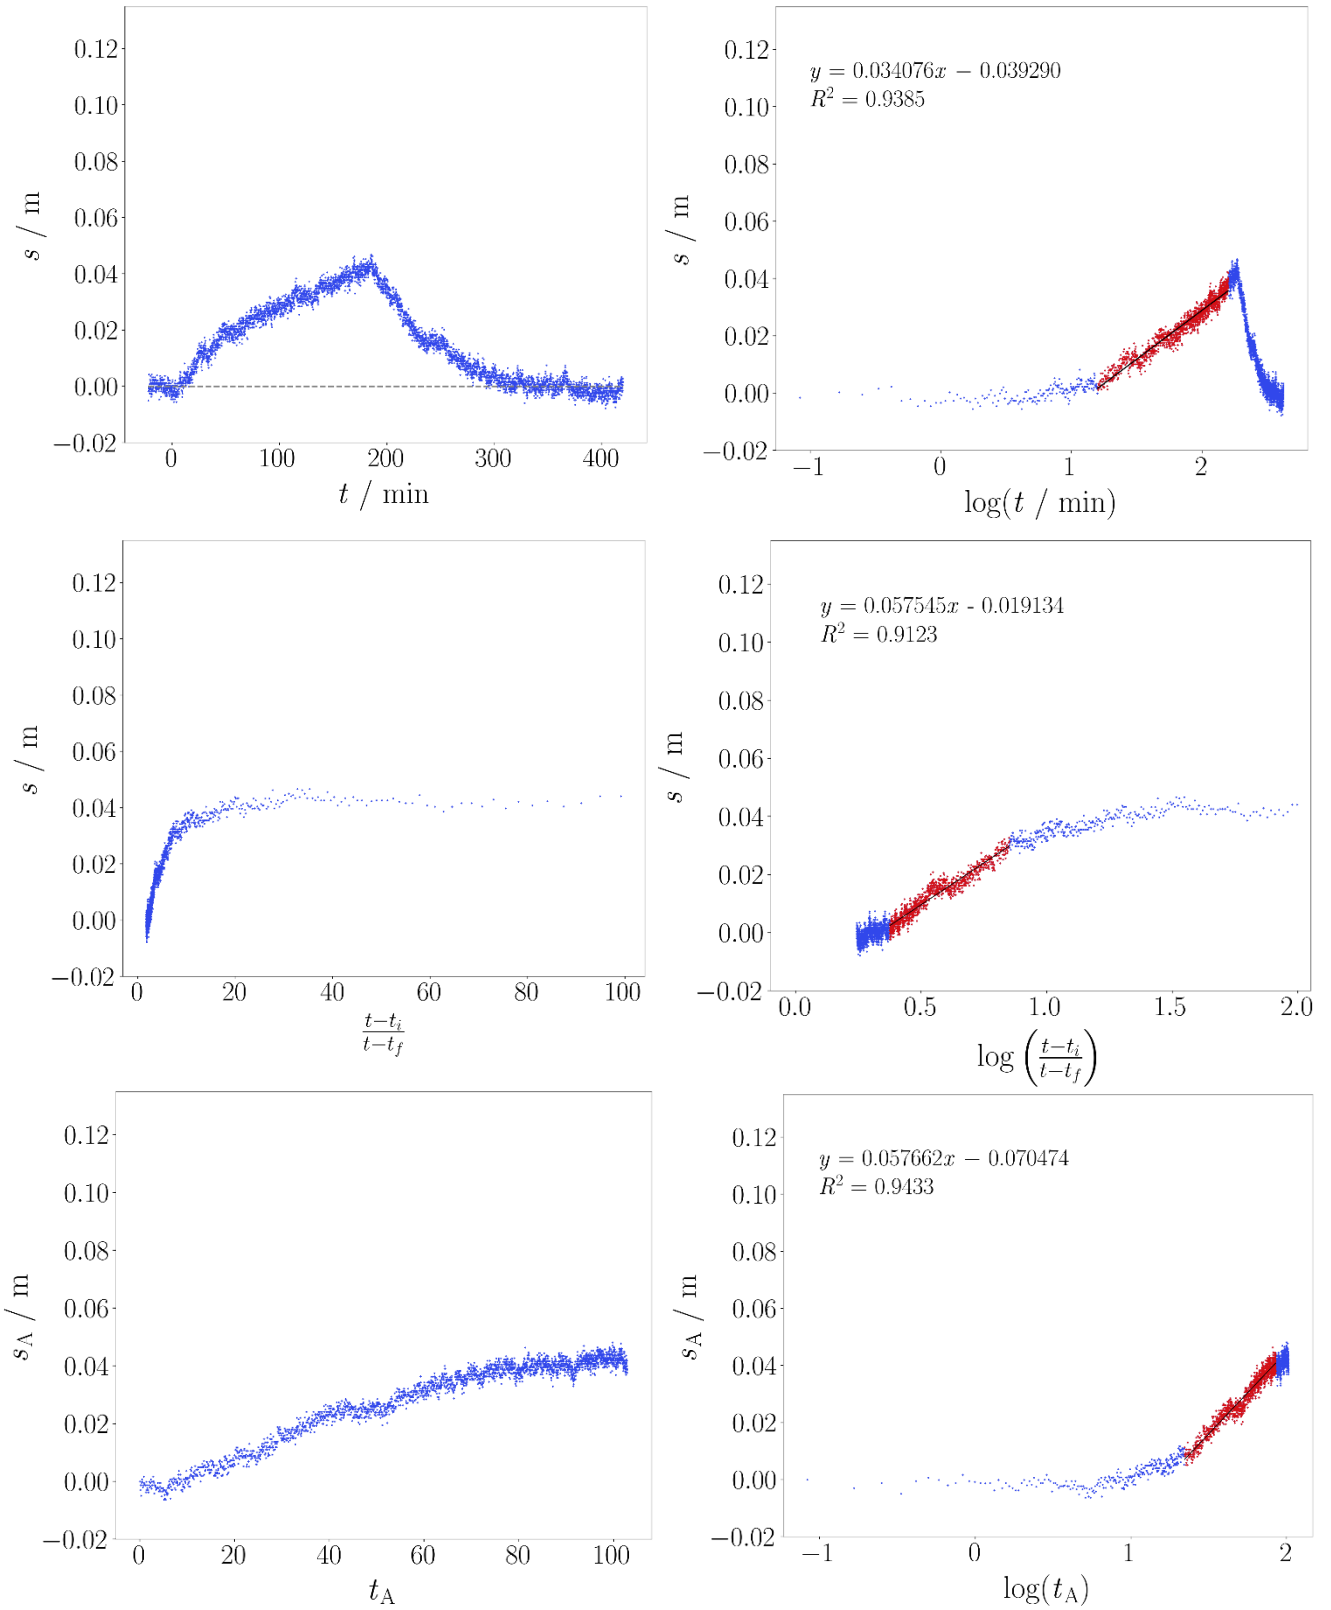 0.12
0.10
0.08
0.06
0.04
0.02
0.00
−0.02
s / m
0 100 200 300 400
t / min
y = 0.034076x − 0.039290
R² = 0.9385
0.12
0.10
0.08
0.06
0.04
0.02
0.00
−0.02
s / m
−1 0 1 2
log(t / min)
0.12
0.10
0.08
0.06
0.04
0.02
0.00
−0.02
s / m
0 20 40 60 80 100
t−t_i
t−t_f
y = 0.057545x - 0.019134
R² = 0.9123
0.12
0.10
0.08
0.06
0.04
0.02
0.00
−0.02
s / m
0.0 0.5 1.0 1.5 2.0
log (t−t_i / t−t_f)
0.12
0.10
0.08
0.06
0.04
0.02
0.00
−0.02
s_A / m
0 20 40 60 80 100
t_A
y = 0.057662x − 0.070474
R² = 0.9433
0.12
0.10
0.08
0.06
0.04
0.02
0.00
−0.02
s_A / m
−1 0 1 2
log(t_A)